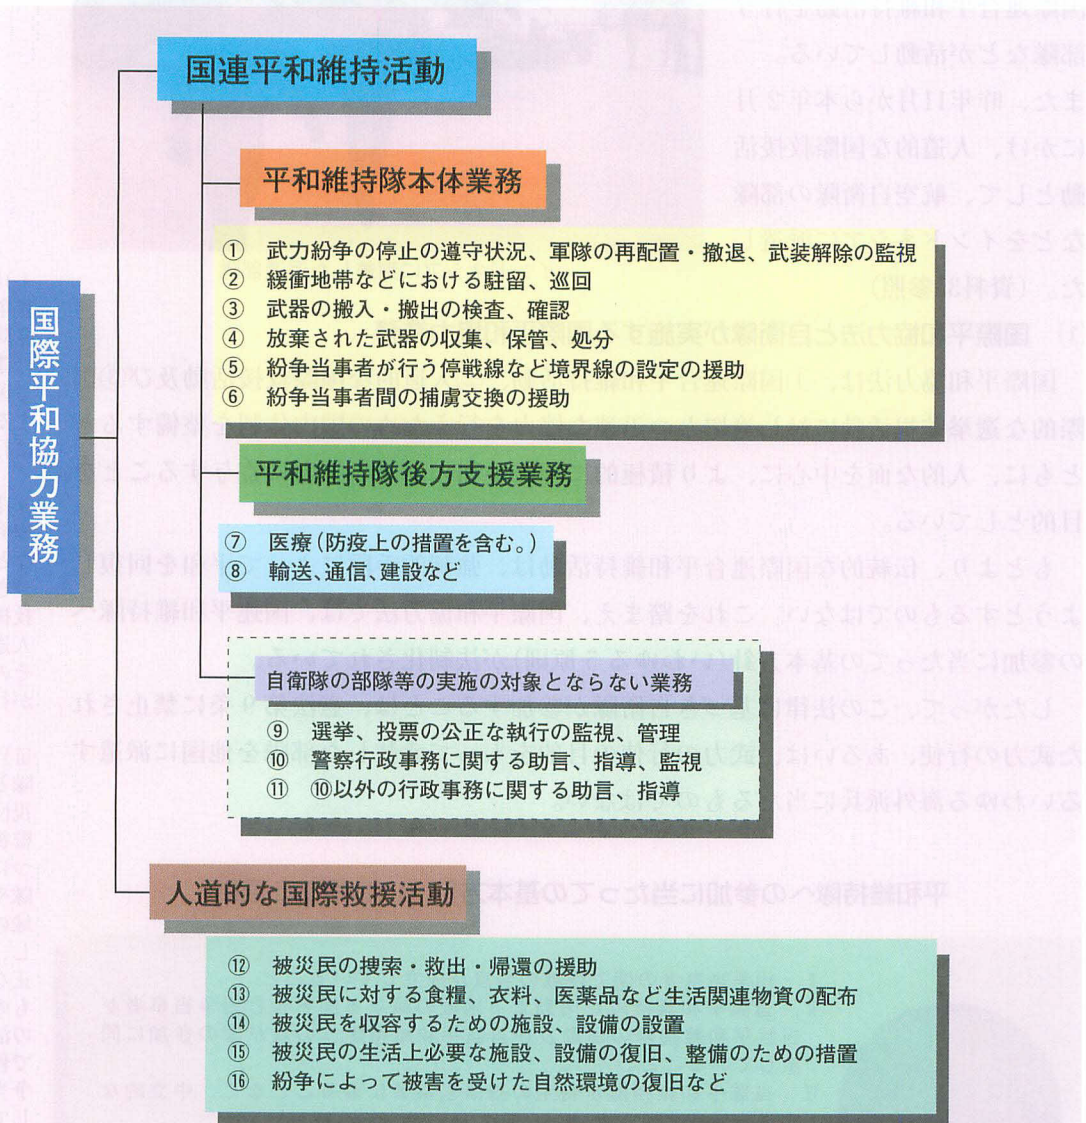 国連平和維持活動
平和維持隊本体業務
① 武力紛争の停止の遵守状況、軍隊の再配置・撤退、武装解除の監視
② 緩衝地帯などにおける駐留、巡回
③ 武器の搬入・搬出の検査、確認
④ 放棄された武器の収集、保管、処分
⑤ 紛争当事者が行う停戦線など境界線の設定の援助
⑥ 紛争当事者間の捕虜交換の援助
国際平和協力業務
平和維持隊後方支援業務
⑦ 医療(防疫上の措置を含む。)
⑧ 輸送、通信、建設など
自衛隊の部隊等の実施の対象とならない業務
⑨ 選挙、投票の公正な執行の監視、管理
⑩ 警察行政事務に関する助言、指導、監視
⑪ ⑩以外の行政事務に関する助言、指導
人道的な国際救援活動
⑫ 被災民の捜索・救出・帰還の援助
⑬ 被災民に対する食糧、衣料、医薬品など生活関連物資の配布
⑭ 被災民を収容するための施設、設備の設置
⑮ 被災民の生活上必要な施設、設備の復旧、整備のための措置
⑯ 紛争によって被害を受けた自然環境の復旧など